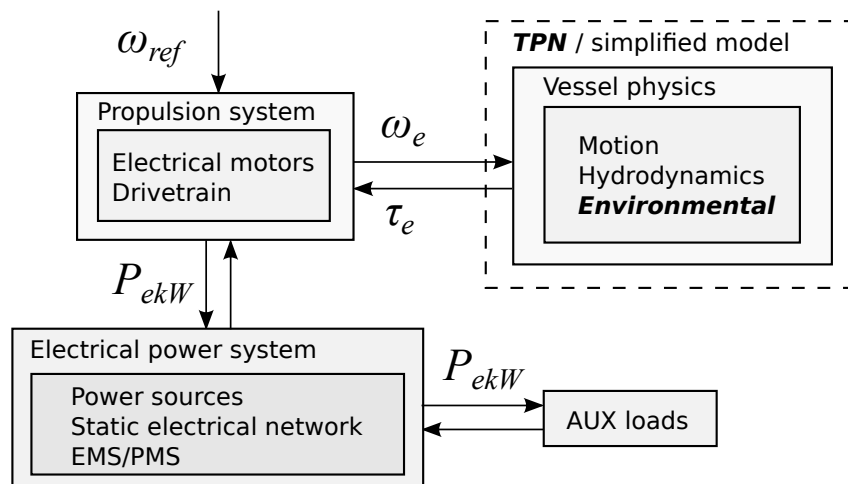 ω_ref
TPN / simplified model
Propulsion system
Vessel physics
ω_e
Electrical motors
Drivetrain
Motion
Hydrodynamics
Environmental
τ_e
P_ekW
Electrical power system
P_ekW
Power sources
Static electrical network
EMS/PMS
AUX loads